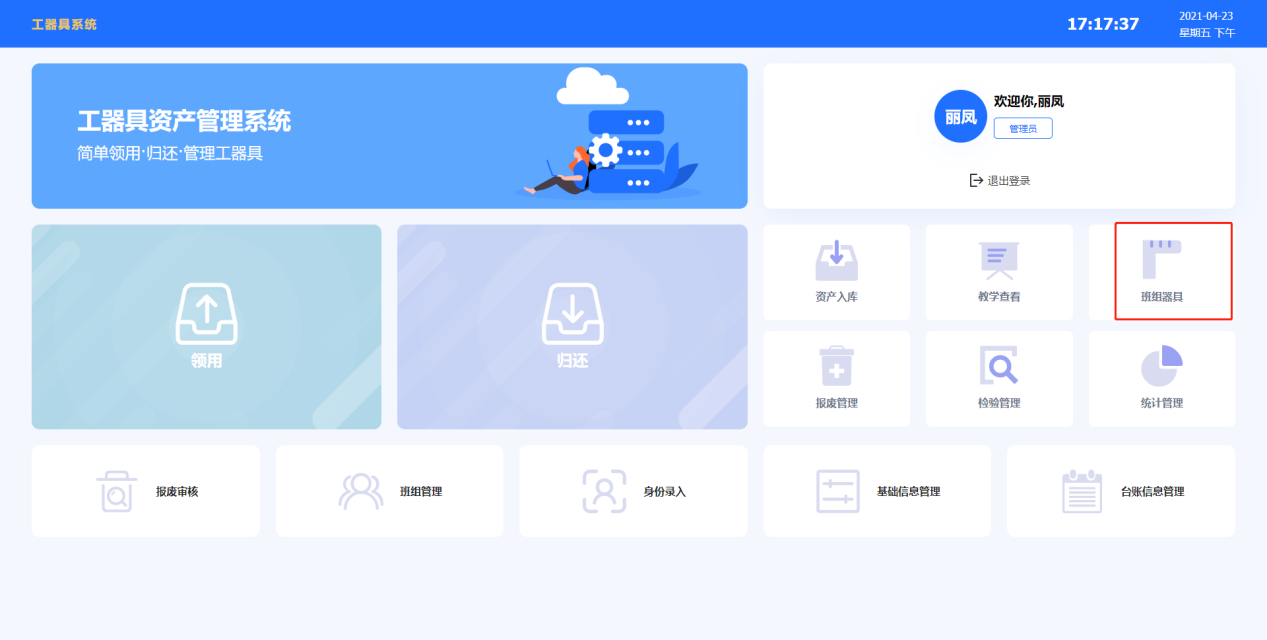 工器具系统
17:17:37
2021-04-23
星期五 下午
工器具资产管理系统
简单领用·归还·管理工器具
丽凤
欢迎你,丽凤
管理员
退出登录
领用
归还
资产入库
教学查看
班组器具
报废管理
检验管理
统计管理
报废审核
班组管理
身份录入
基础信息管理
台账信息管理